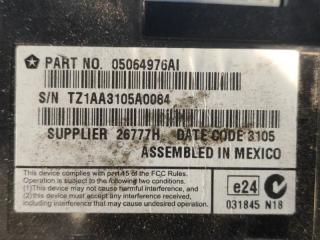 PART NO. 05064976AI
S/N TZ1AA3105A0084
SUPPLIER 26777H DATE CODE 3105
ASSEMBLED IN MEXICO
This device complies with part 15 of the FCC Rules.
Operation is subject to the following two conditions:
(1)This device may not cause harmful interference, and
(2)this device must accept any interference received,
including interference that may cause undesired operation.
e24
031845 N18